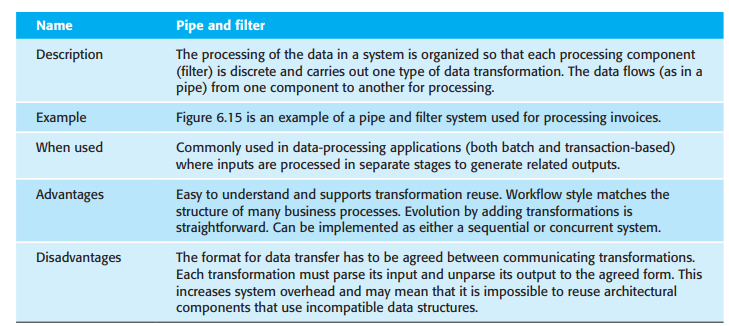 Name Pipe and filter
Description The processing of the data in a system is organized so that each processing component
(filter) is discrete and carries out one type of data transformation. The data flows (as in a
pipe) from one component to another for processing.
Example Figure 6.15 is an example of a pipe and filter system used for processing invoices.
When used Commonly used in data-processing applications (both batch and transaction-based)
where inputs are processed in separate stages to generate related outputs.
Advantages Easy to understand and supports transformation reuse. Workflow style matches the
structure of many business processes. Evolution by adding transformations is
straightforward. Can be implemented as either a sequential or concurrent system.
Disadvantages The format for data transfer has to be agreed between communicating transformations.
Each transformation must parse its input and unparse its output to the agreed form. This
increases system overhead and may mean that it is impossible to reuse architectural
components that use incompatible data structures.